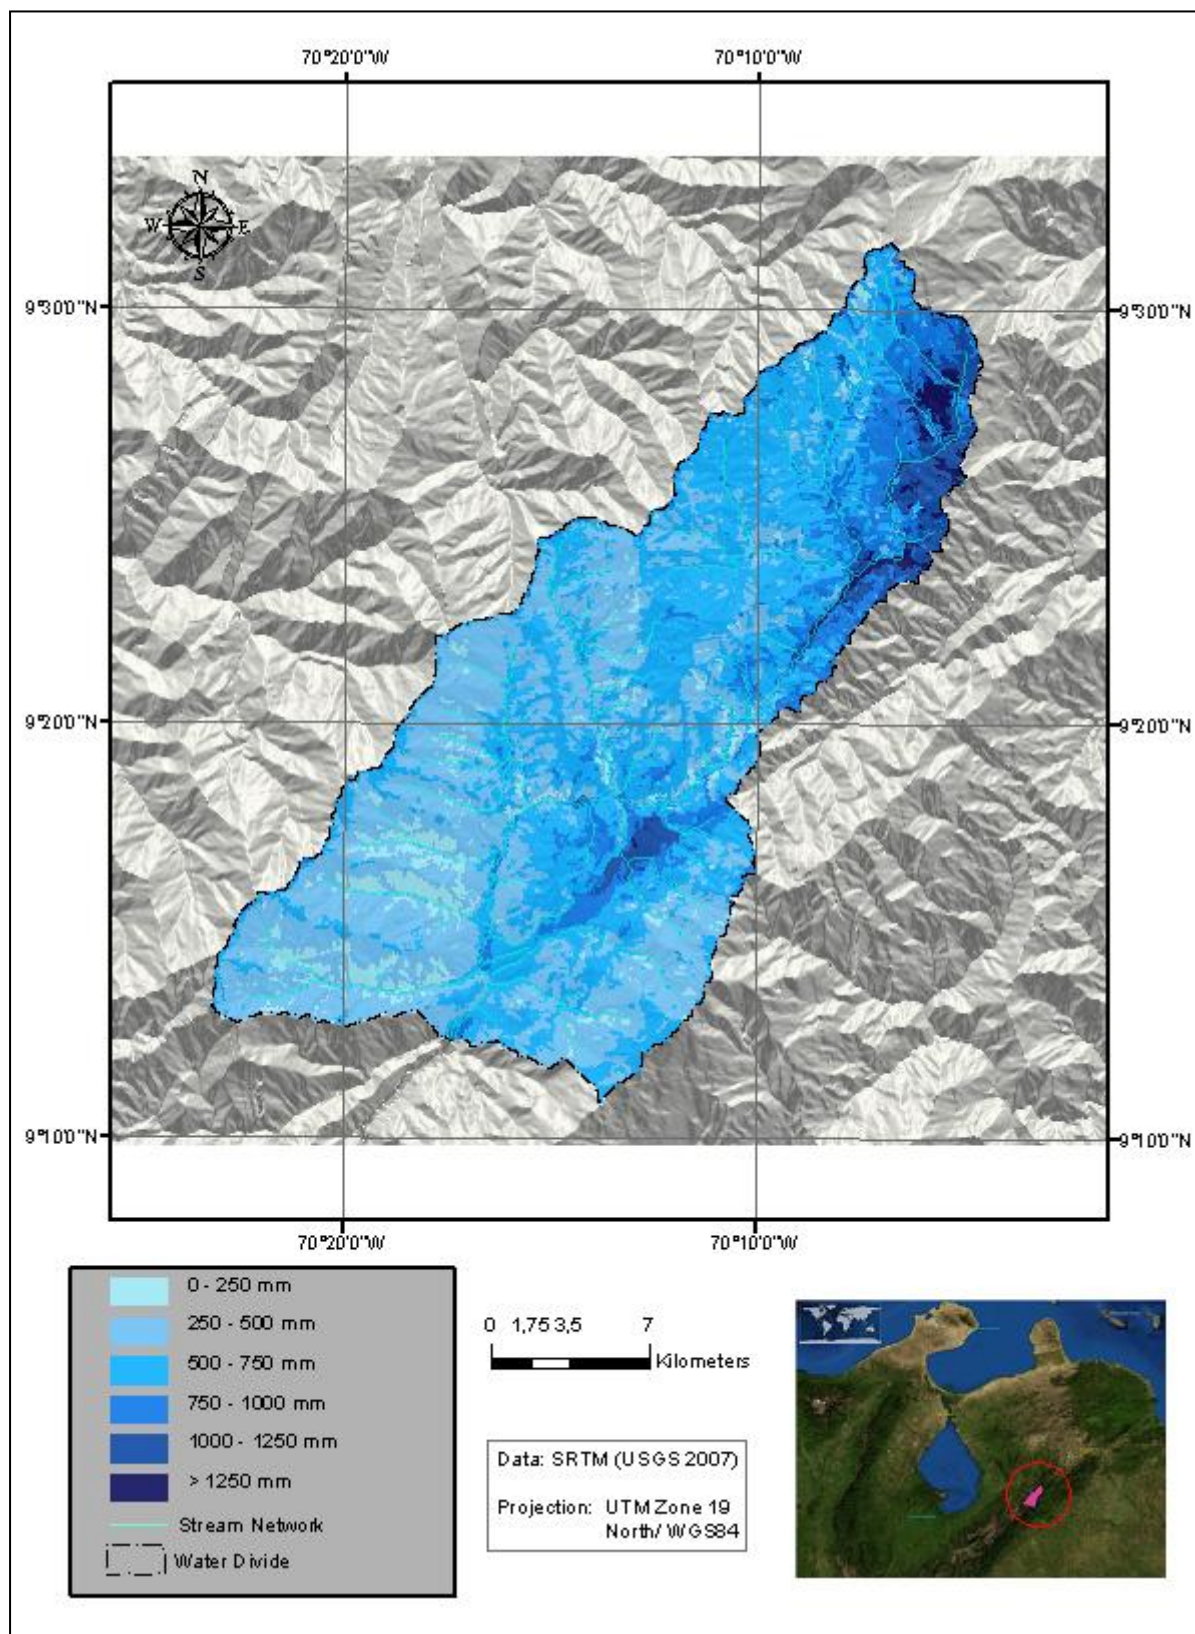 70°20'0"W 70°10'0"W
N
W E
S
9°30'0"N 9°30'0"N
9°20'0"N 9°20'0"N
9°10'0"N 9°10'0"N
70°20'0"W 70°10'0"W
0 - 250 mm
250 - 500 mm
500 - 750 mm
750 - 1000 mm
1000 - 1250 mm
> 1250 mm
Stream Network
Water Divide
0 1,75 3,5 7
Kilometers
Data: SRTM (USGS 2007)
Projection: UTM Zone 19
North/ WGS84